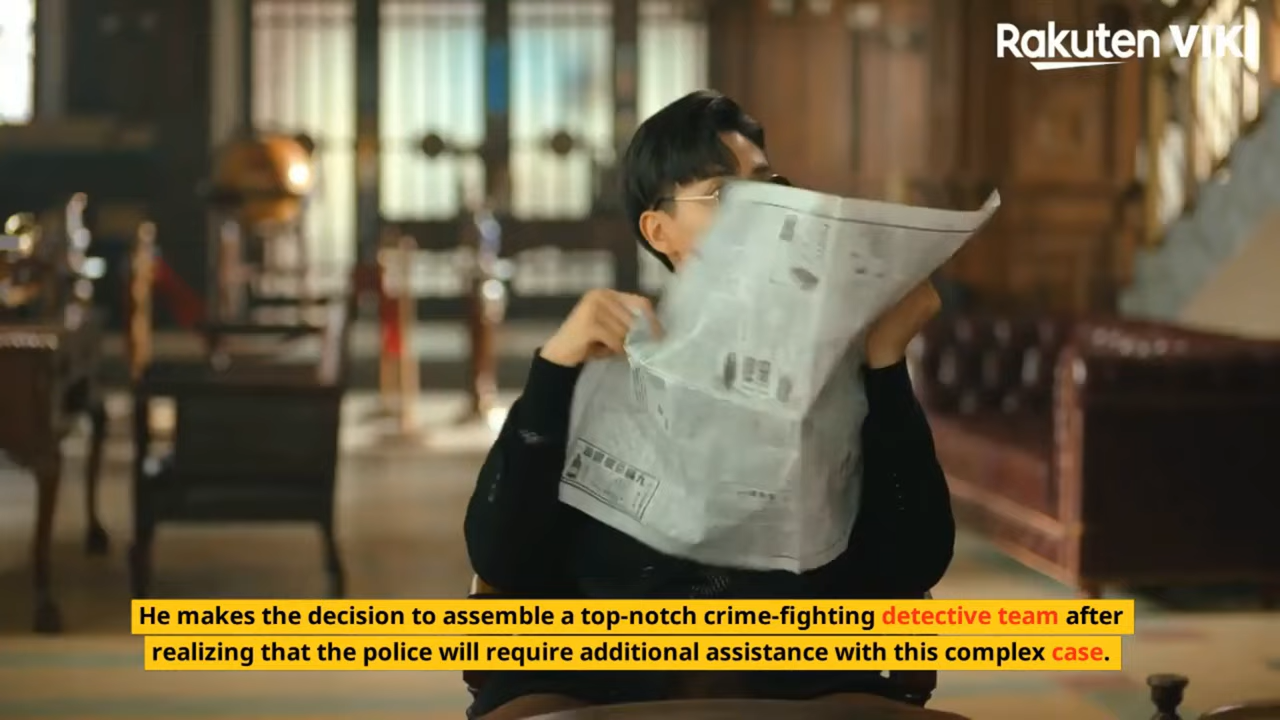 Rakuten VIKI
He makes the decision to assemble a top-notch crime-fighting detective team after
realizing that the police will require additional assistance with this complex case.